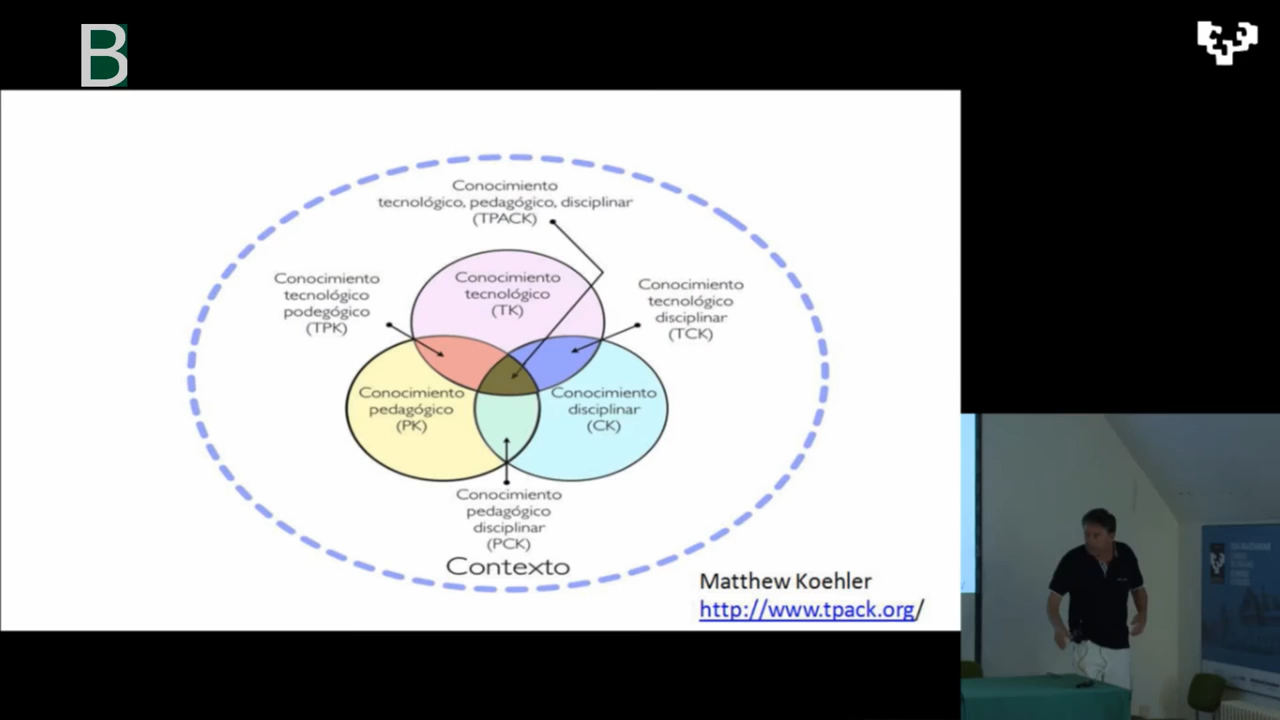 B
Conocimiento
tecnológico, pedagógico, disciplinar
(TPACK)
Conocimiento
tecnológico
podegógico
(TPK)
Conocimiento
tecnológico
(TK)
Conocimiento
tecnológico
disciplinar
(TCK)
Conocimiento
pedagógico
(PK)
Conocimiento
disciplinar
(CK)
Conocimiento
pedagógico
disciplinar
(PCK)
Contexto
Matthew Koehler
http://www.tpack.org/